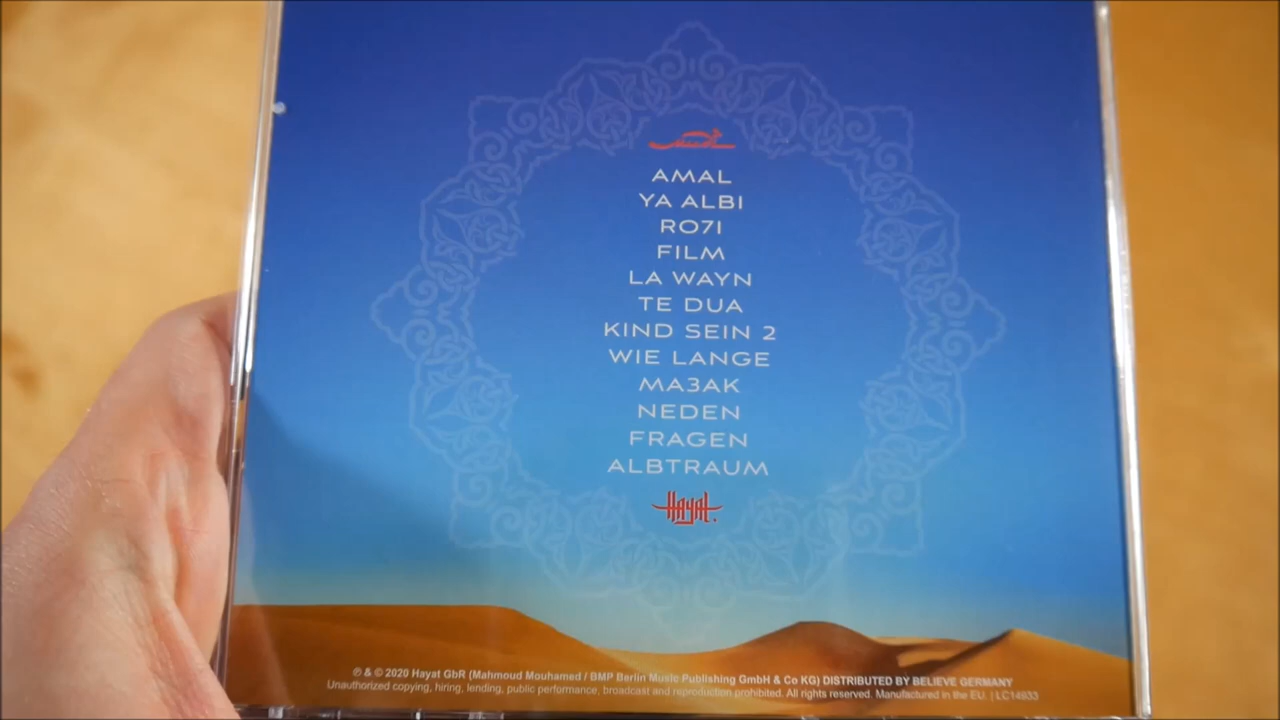 AMAL
YA ALBI
RO7I
FILM
LA WAYN
TE DUA
KIND SEIN 2
WIE LANGE
MA3AK
NEDEN
FRAGEN
ALBTRAUM
Hayat.
℗ & © 2020 Hayat GbR (Mahmoud Mouhamed / BMP Berlin Music Publishing GmbH & Co KG) DISTRIBUTED BY BELIEVE GERMANY
Unauthorized copying, hiring, lending, public performance, broadcast and reproduction prohibited. All rights reserved. Manufactured in the EU. | LC14933